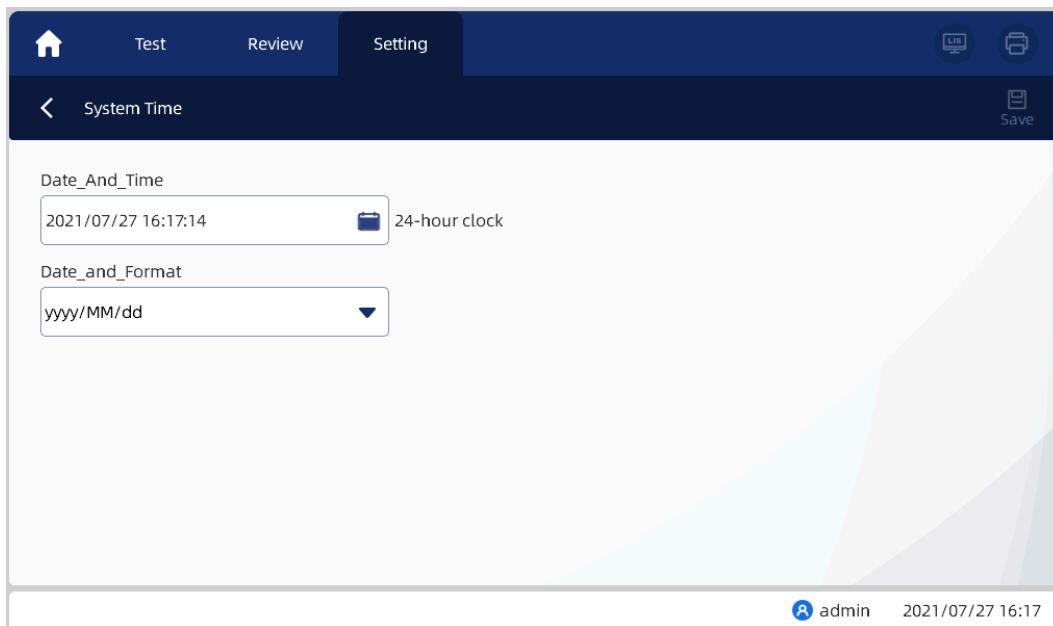 Test Review Setting LIS
System Time Save
Date_And_Time
2021/07/27 16:17:14 24-hour clock
Date_and_Format
yyyy/MM/dd
admin 2021/07/27 16:17